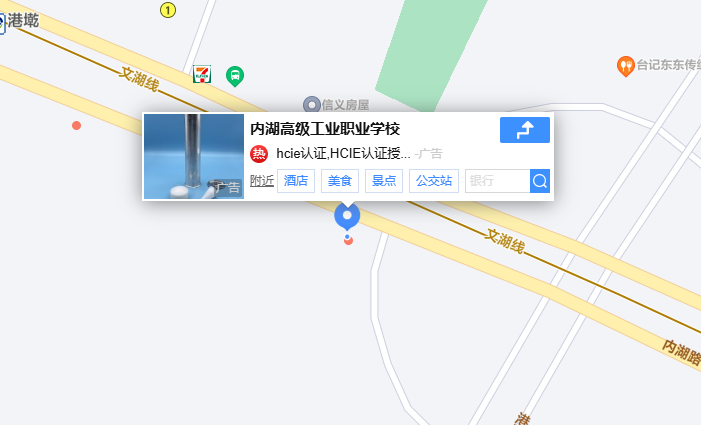 港墘
1
文湖线
信义房屋
台记东东传统
内湖高级工业职业学校
热 hcie认证,HCIE认证授... -广告
广告
附近 酒店 美食 景点 公交站 银行
文湖线
内湖路
港